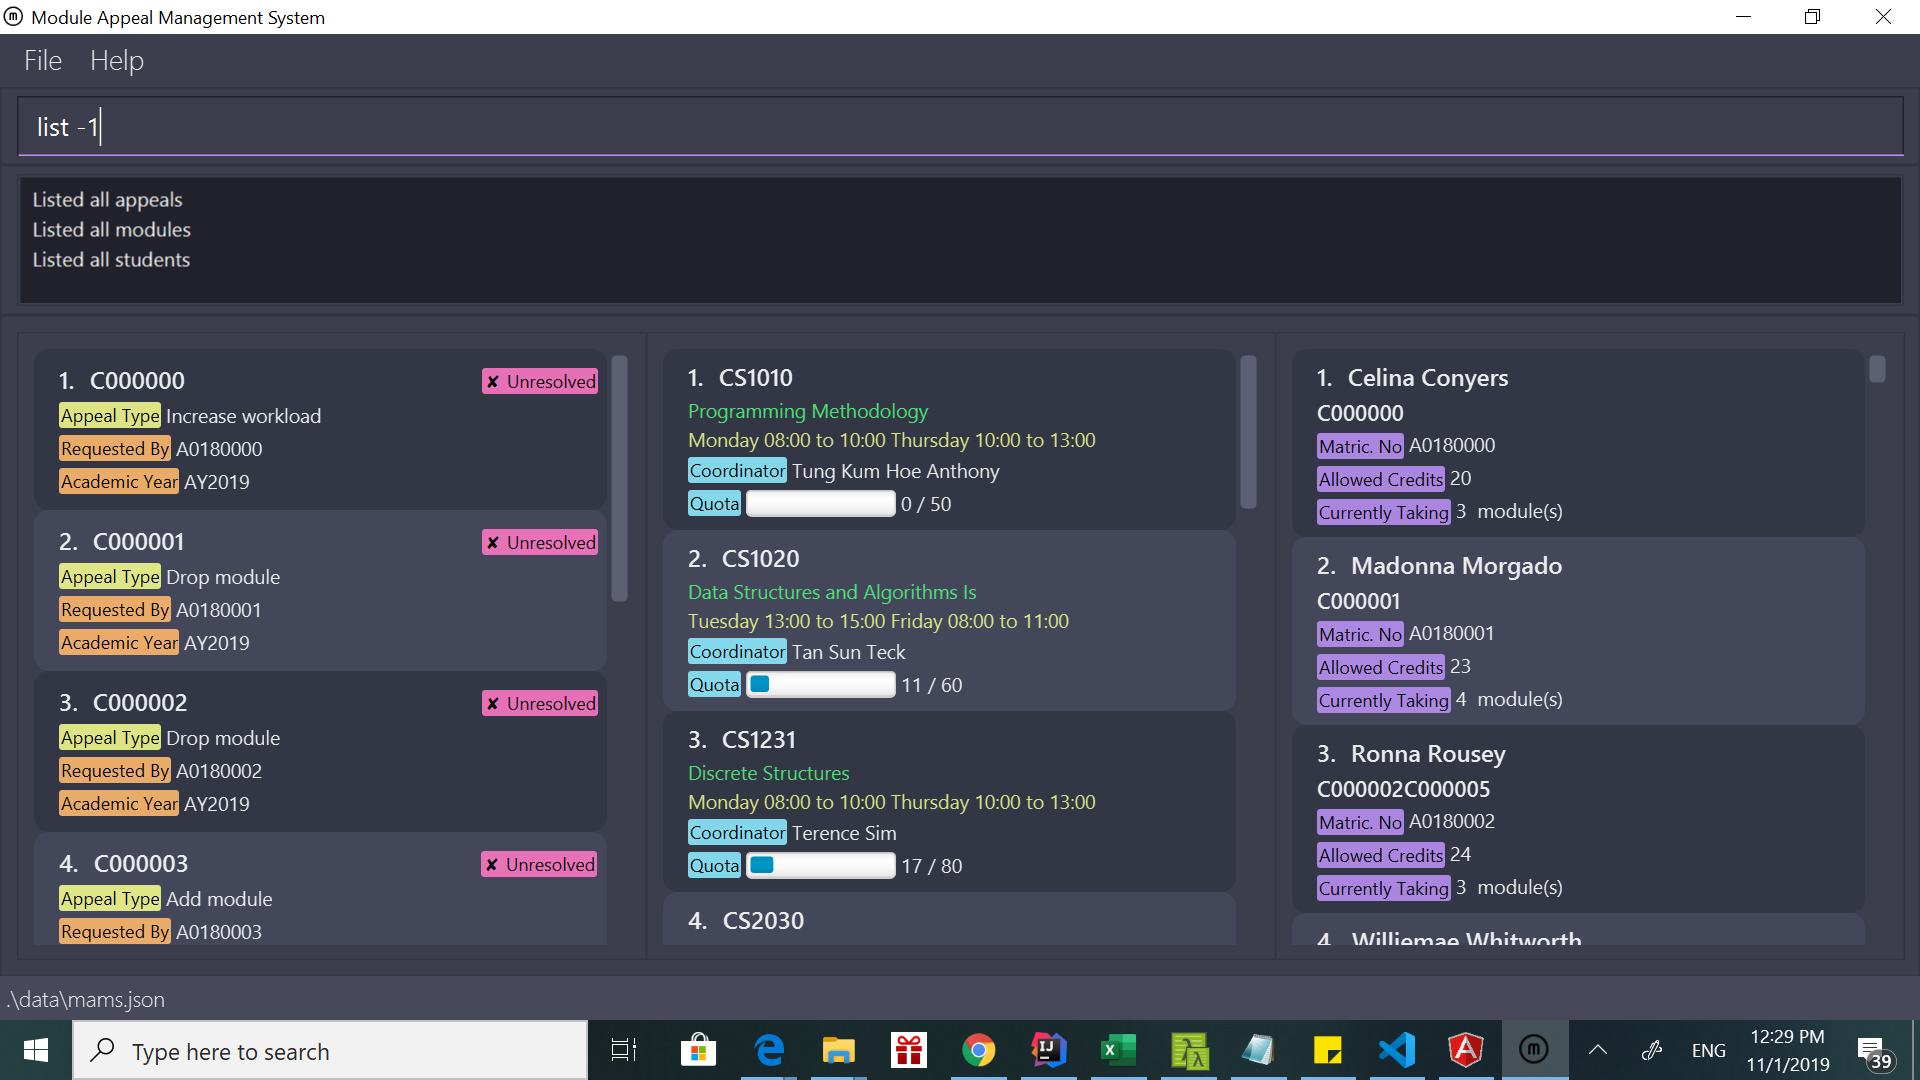 Module Appeal Management System
File Help
list -1
Listed all appeals
Listed all modules
Listed all students
1. C000000
✘ Unresolved
Appeal Type Increase workload
Requested By A0180000
Academic Year AY2019
2. C000001
✘ Unresolved
Appeal Type Drop module
Requested By A0180001
Academic Year AY2019
3. C000002
✘ Unresolved
Appeal Type Drop module
Requested By A0180002
Academic Year AY2019
4. C000003
✘ Unresolved
Appeal Type Add module
Requested By A0180003
1. CS1010
Programming Methodology
Monday 08:00 to 10:00 Thursday 10:00 to 13:00
Coordinator Tung Kum Hoe Anthony
Quota 0 / 50
2. CS1020
Data Structures and Algorithms Is
Tuesday 13:00 to 15:00 Friday 08:00 to 11:00
Coordinator Tan Sun Teck
Quota 11 / 60
3. CS1231
Discrete Structures
Monday 08:00 to 10:00 Thursday 10:00 to 13:00
Coordinator Terence Sim
Quota 17 / 80
4. CS2030
1. Celina Conyers
C000000
Matric. No A0180000
Allowed Credits 20
Currently Taking 3 module(s)
2. Madonna Morgado
C000001
Matric. No A0180001
Allowed Credits 23
Currently Taking 4 module(s)
3. Ronna Rousey
C000002C000005
Matric. No A0180002
Allowed Credits 24
Currently Taking 3 module(s)
4. Williemae Whitworth
.\data\mams.json
Type here to search
ENG
12:29 PM
11/1/2019
39